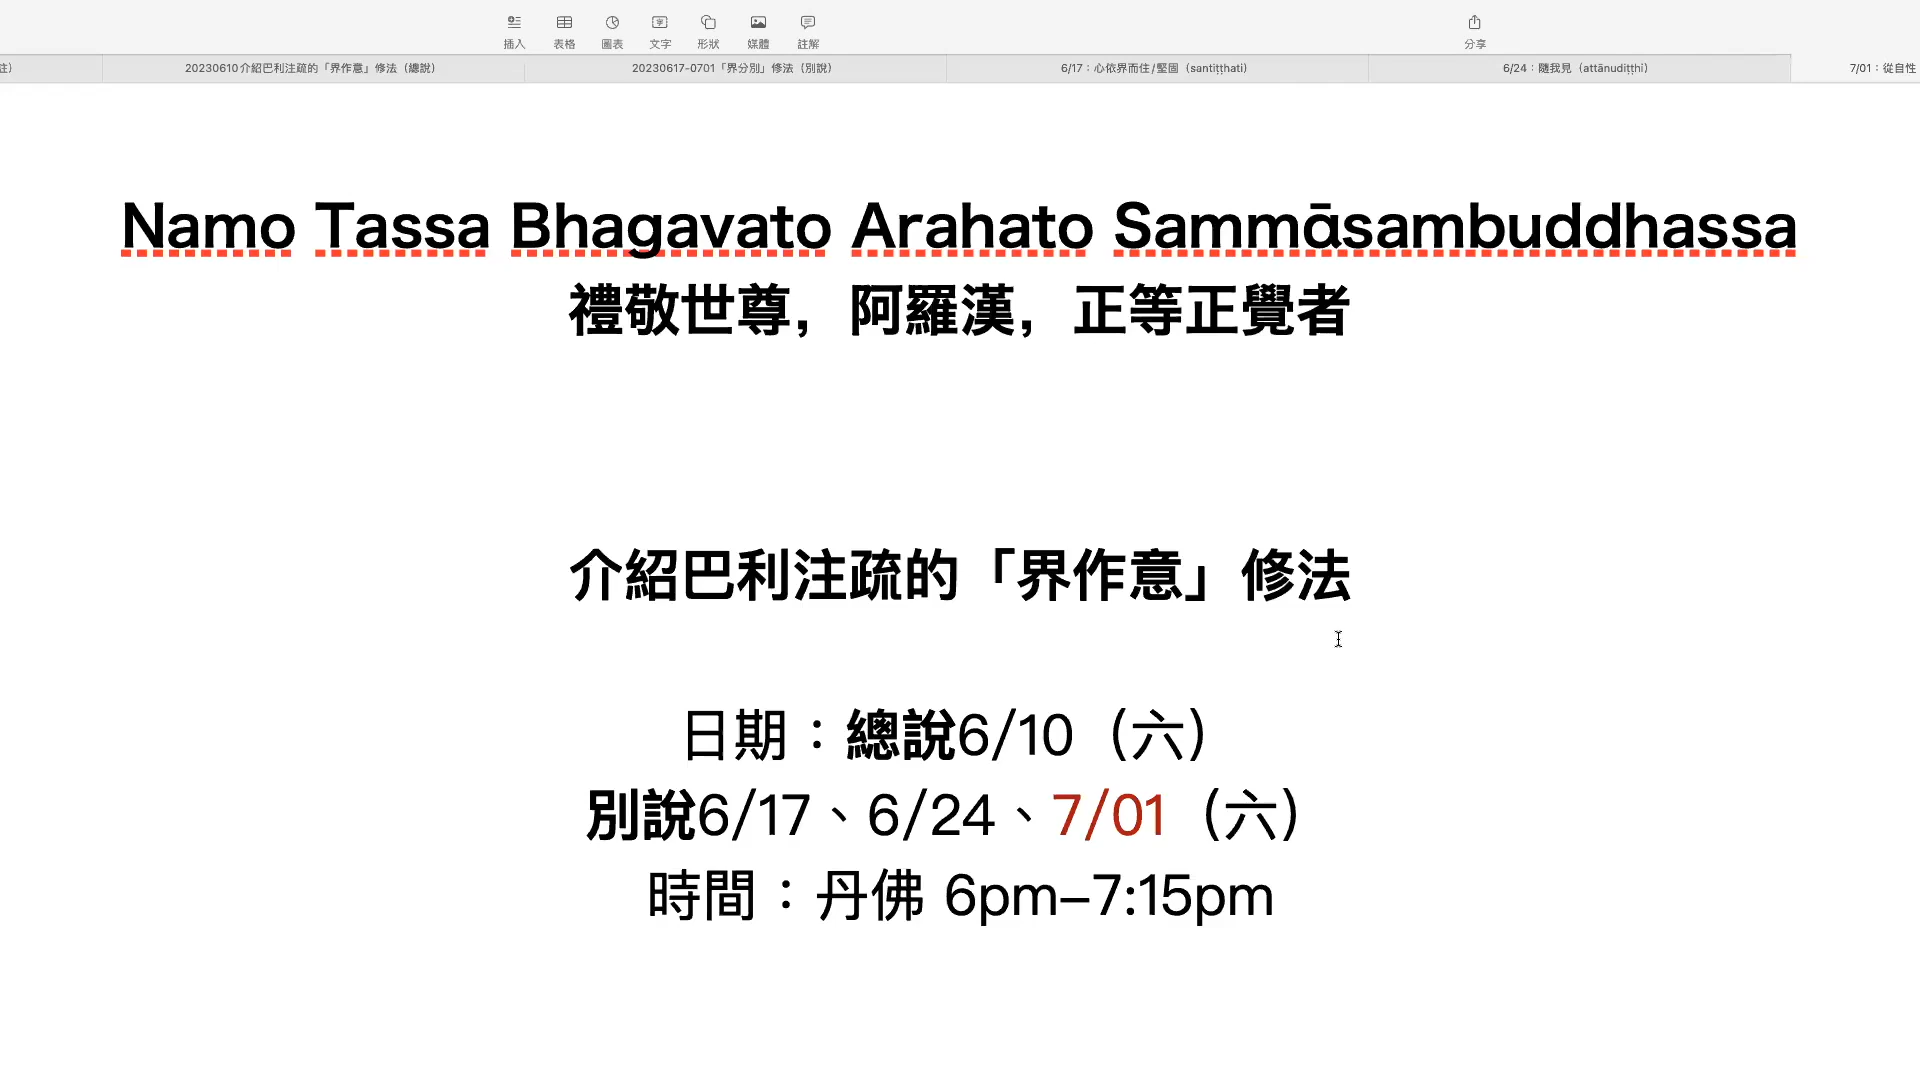 插入 表格 圖表 文字 形狀 媒體 註解 分享
註） 20230610介紹巴利注疏的「界作意」修法（總說） 20230617-0701「界分別」修法（別說） 6/17：心依界而住/堅固（santiṭṭhati） 6/24：隨我見（attānudiṭṭhi） 7/01：從自性
Namo Tassa Bhagavato Arahato Sammāsambuddhassa
禮敬世尊，阿羅漢，正等正覺者
介紹巴利注疏的「界作意」修法
日期：總說6/10（六）
別說6/17、6/24、7/01（六）
時間：丹佛 6pm–7:15pm